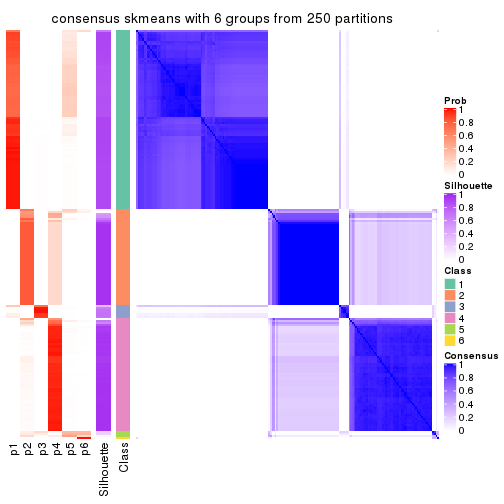 consensus skmeans with 6 groups from 250 partitions
Prob
1
0.8
0.6
0.4
0.2
0
Silhouette
1
0.8
0.6
0.4
0.2
0
Class
1
2
3
4
5
6
Consensus
1
0.8
0.6
0.4
0.2
0
p1
p2
p3
p4
p5
p6
Silhouette
Class